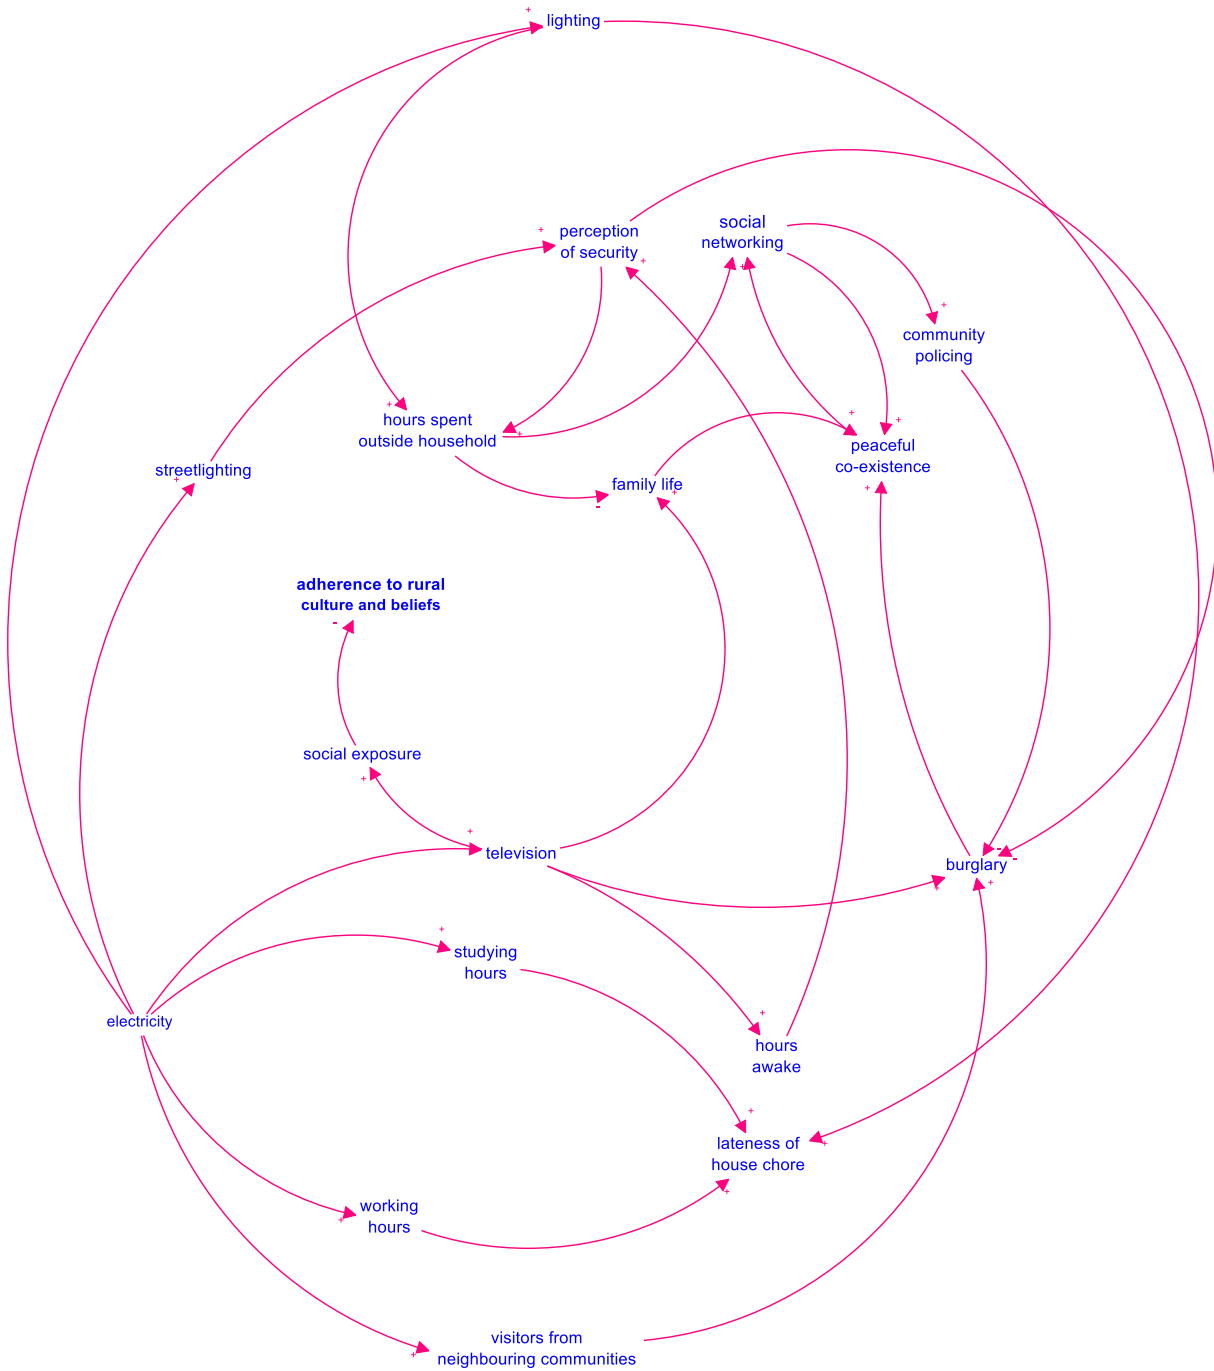 lighting
perception
of security
social
networking
community
policing
hours spent
outside household
peaceful
co-existence
streetlighting
family life
adherence to rural
culture and beliefs
social exposure
television
burglary
studying
hours
electricity
hours
awake
lateness of
house chore
working
hours
visitors from
neighbouring communities